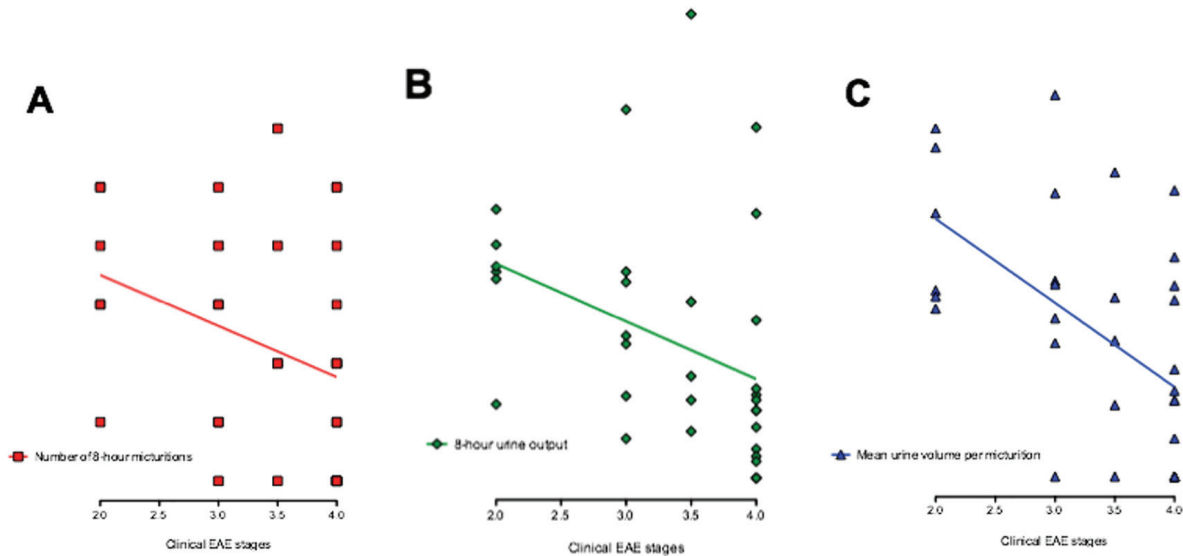 A
Number of 8-hour micturitions
2.0 2.5 3.0 3.5 4.0
Clinical EAE stages
B
8-hour urine output
2.0 2.5 3.0 3.5 4.0
Clinical EAE stages
C
Mean urine volume per micturition
2.0 2.5 3.0 3.5 4.0
Clinical EAE stages